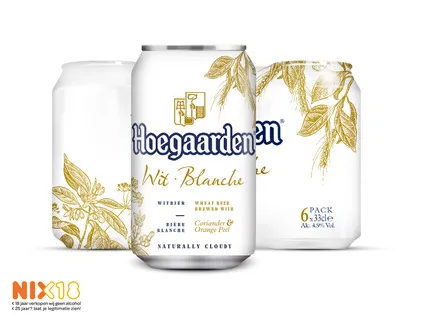 Hoegaarden®
Wit · Blanche
WITBIER
BIÈRE
BLANCHE
WHEAT BEER
BREWED WITH
Coriander &
Orange Peel
NATURALLY CLOUDY
6 PACK
x 33cl e
Alc. 4.9% Vol.
NIX18
< 18 jaar verkopen wij geen alcohol
< 25 jaar? laat je legitimatie zien!